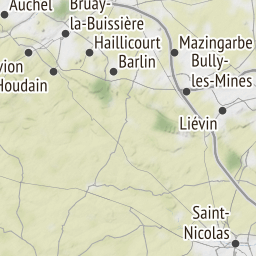 Auchel
Bruay-
la-Buissière
Haillicourt
Mazingarbe
Barlin
Bully-
les-Mines
Houdain
Liévin
Saint-
Nicolas